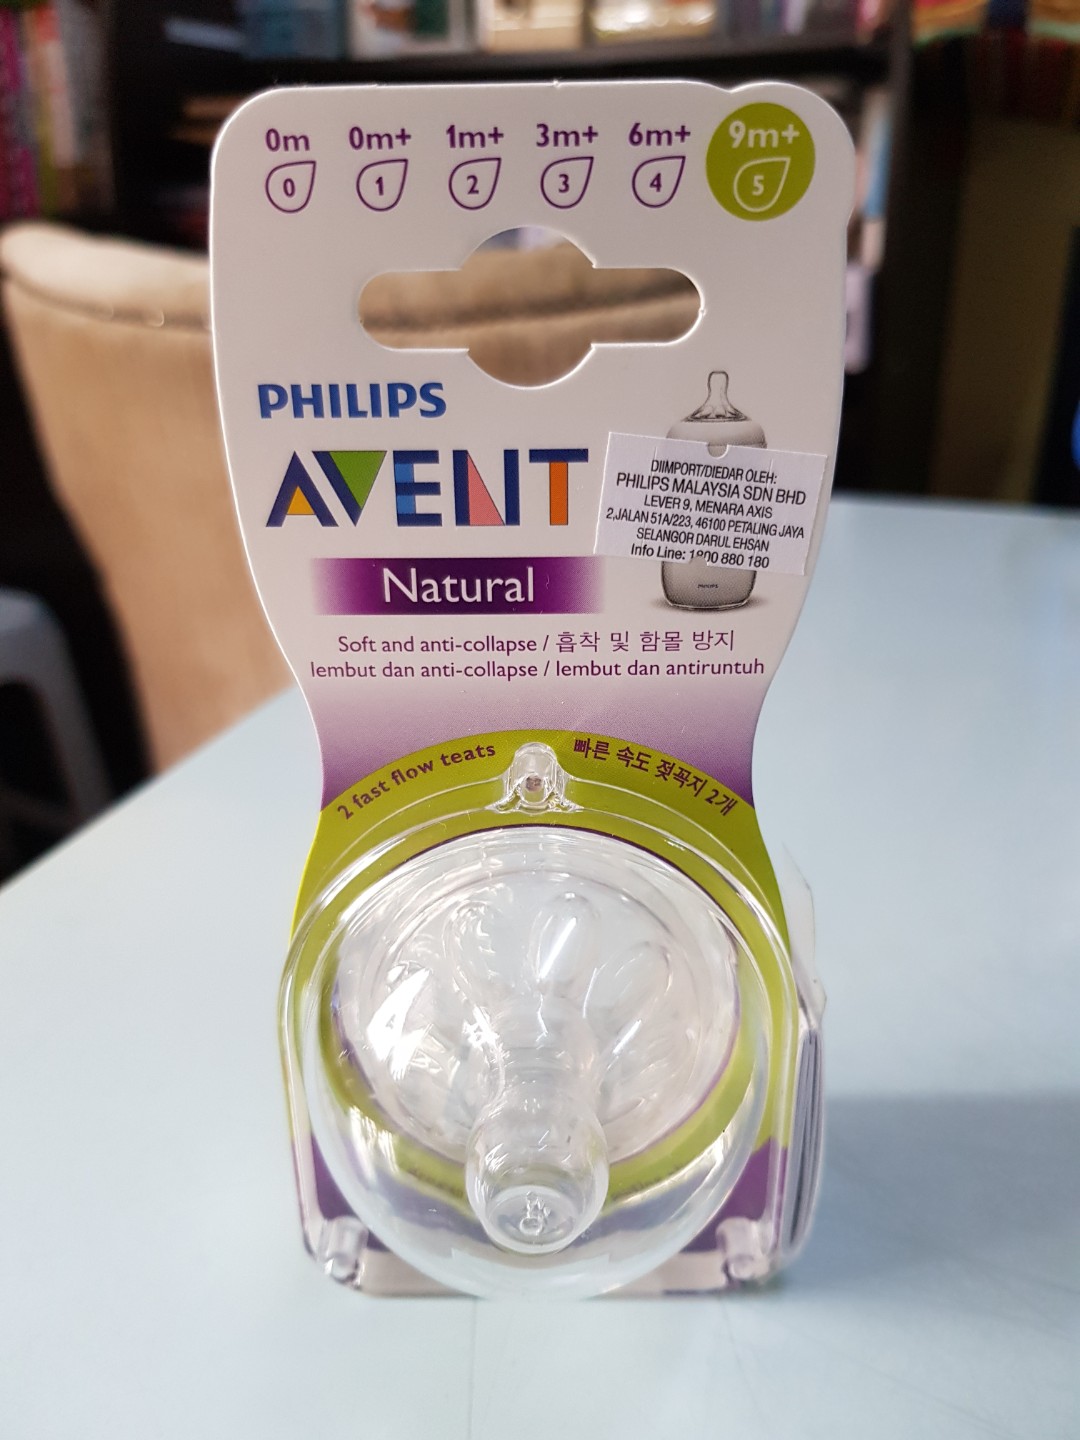 0m 0m+ 1m+ 3m+ 6m+ 9m+
0 1 2 3 4 5
PHILIPS
AVENT
DIIMPORT/DIEDAR OLEH:
PHILIPS MALAYSIA SDN BHD
LEVER 9, MENARA AXIS
2,JALAN 51A/223, 46100 PETALING JAYA
SELANGOR DARUL EHSAN
Info Line: 1800 880 180
PHILIPS
Natural
Soft and anti-collapse / 흡착 및 함몰 방지
lembut dan anti-collapse / lembut dan antiruntuh
2 fast flow teats
빠른 속도 젖꼭지 2개